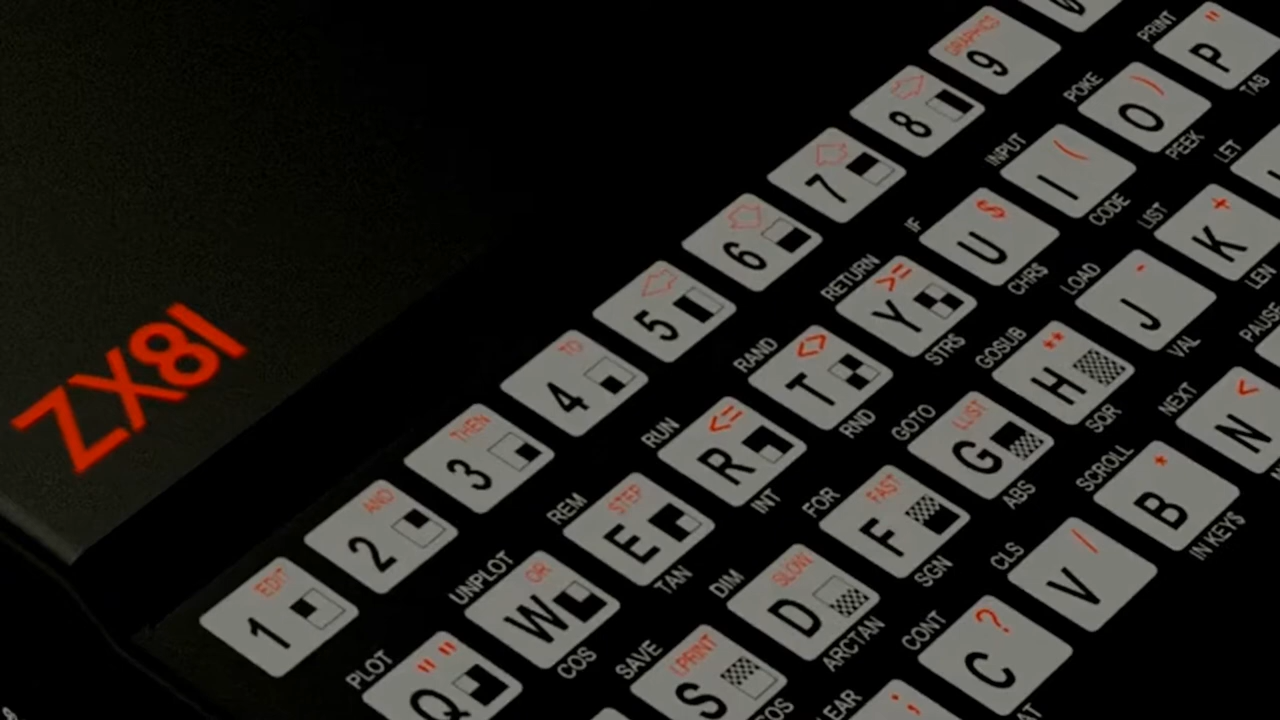 ZX81
EDIT 1
AND 2
THEN 3
TO 4
5
6
7
8
GRAPHICS 9
PLOT "" Q
UNPLOT OR W COS
REM STEP E TAN
RUN <= R INT
RAND <> T RND
RETURN >= Y STR$
IF U $ CHR$
INPUT I ( CODE
POKE O ) PEEK
PRINT P " TAB
SAVE LPRINT S
DIM SLOW D ARCTAN
FOR FAST F SGN
GOTO LLIST G ABS
GOSUB ** H SQR
LOAD - J VAL
LIST + K LEN
LET
;
CONT ? C
CLS / V
SCROLL * B INKEY$
NEXT < N
PAUSE